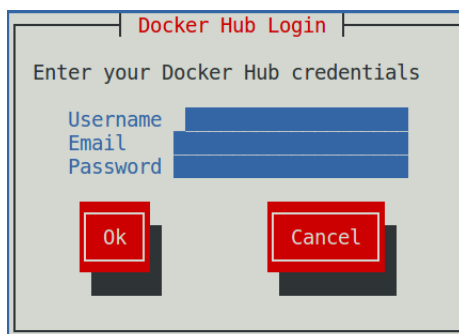 Docker Hub Login
Enter your Docker Hub credentials
Username
Email
Password
Ok Cancel